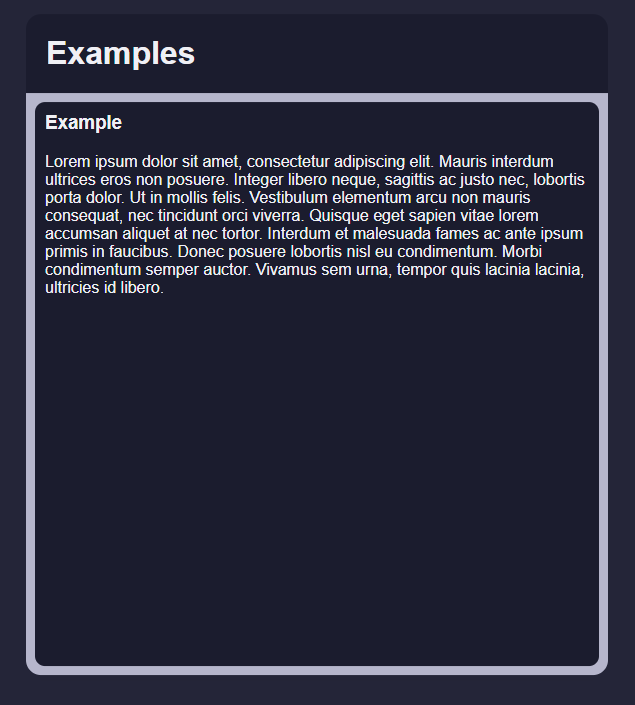 Examples
Example
Lorem ipsum dolor sit amet, consectetur adipiscing elit. Mauris interdum
ultrices eros non posuere. Integer libero neque, sagittis ac justo nec, lobortis
porta dolor. Ut in mollis felis. Vestibulum elementum arcu non mauris
consequat, nec tincidunt orci viverra. Quisque eget sapien vitae lorem
accumsan aliquet at nec tortor. Interdum et malesuada fames ac ante ipsum
primis in faucibus. Donec posuere lobortis nisl eu condimentum. Morbi
condimentum semper auctor. Vivamus sem urna, tempor quis lacinia lacinia,
ultricies id libero.